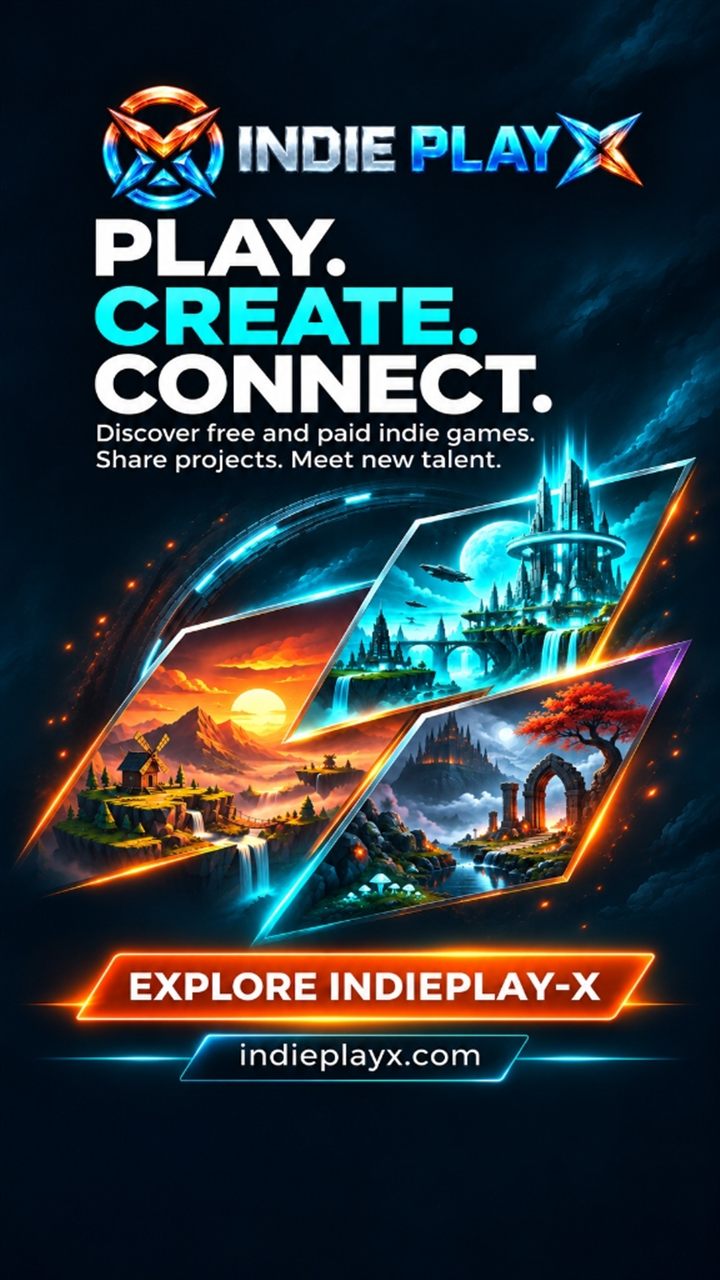 INDIE PLAY X
PLAY.
CREATE.
CONNECT.
Discover free and paid indie games.
Share projects. Meet new talent.
EXPLORE INDIEPLAY-X
indieplayx.com